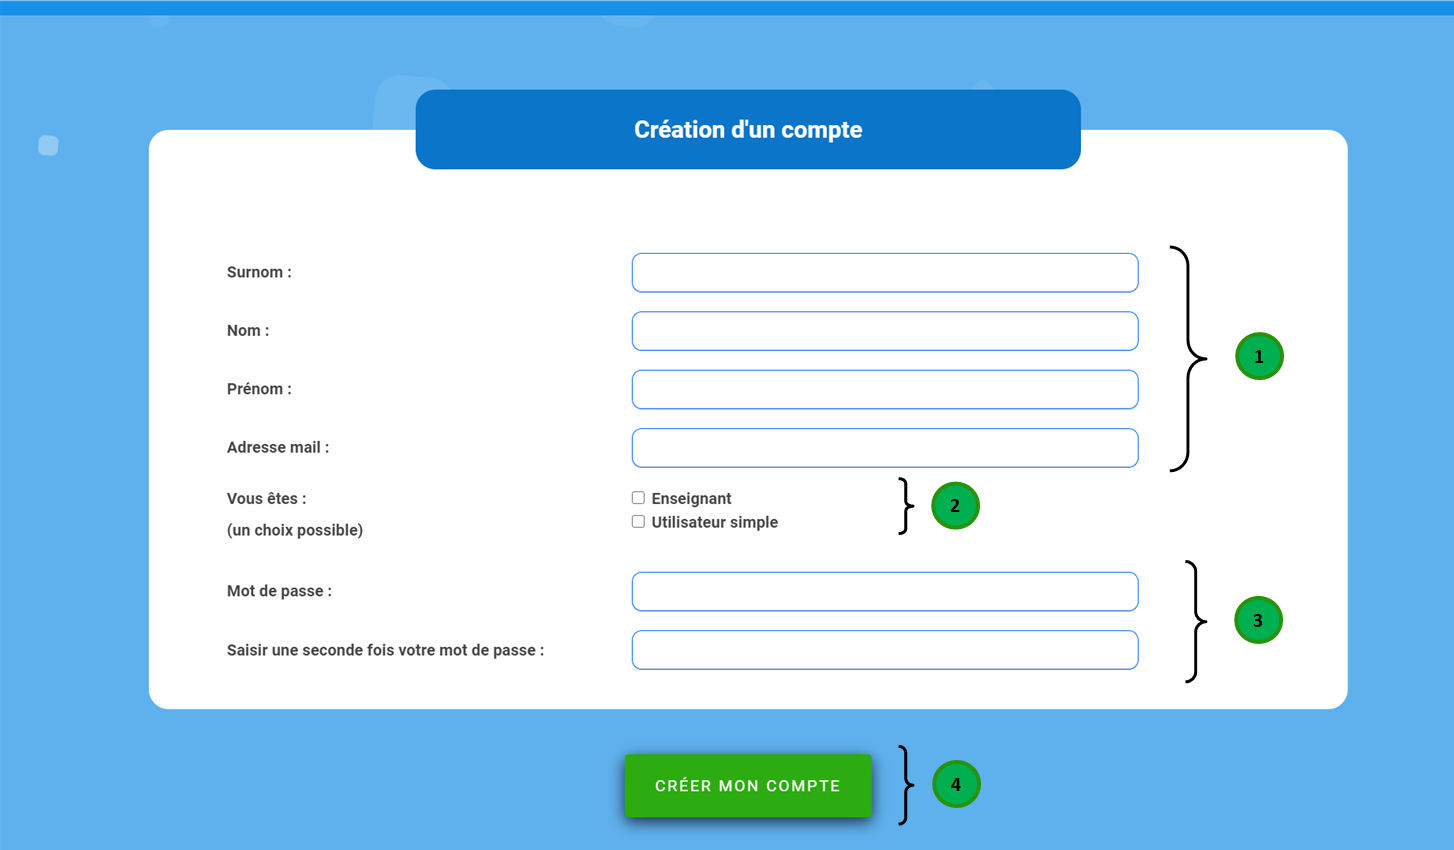 Création d'un compte
Surnom :
Nom :
Prénom :
1
Adresse mail :
Vous êtes :
(un choix possible)
Enseignant
Utilisateur simple
2
Mot de passe :
Saisir une seconde fois votre mot de passe :
3
CRÉER MON COMPTE
4